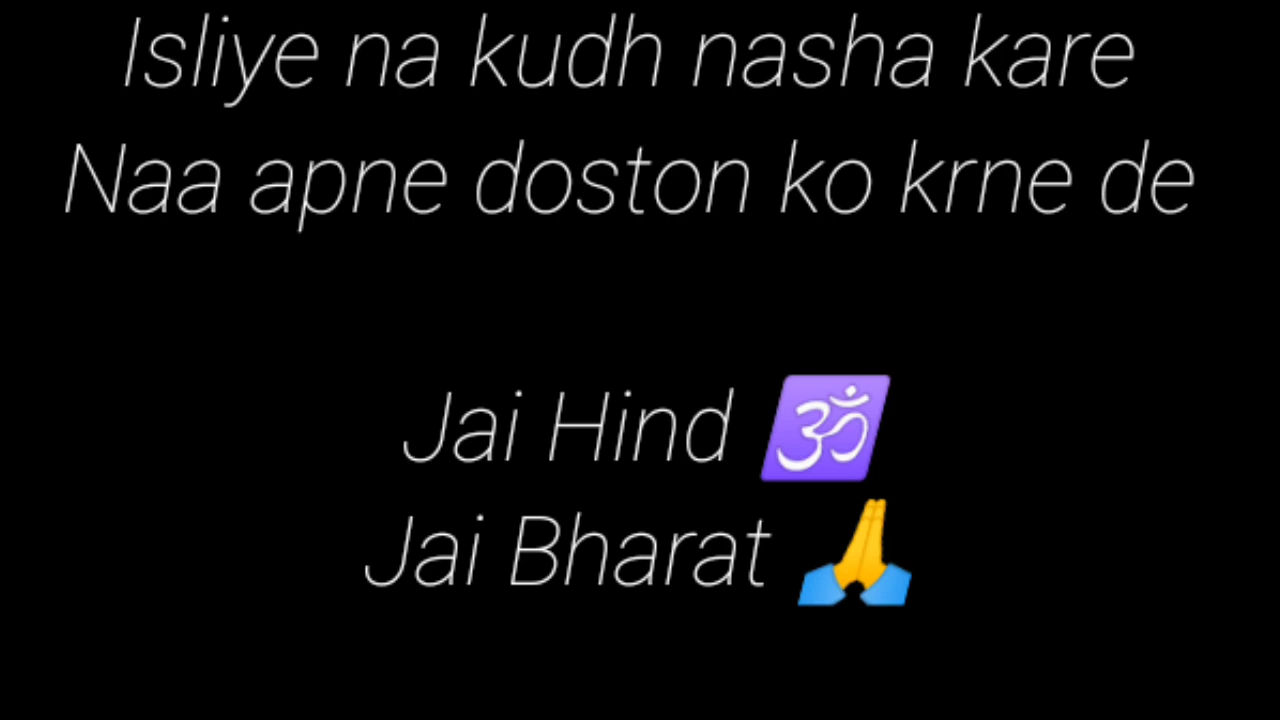 Isliye na kudh nasha kare
Naa apne doston ko krne de
Jai Hind 🕉️
Jai Bharat 🙏